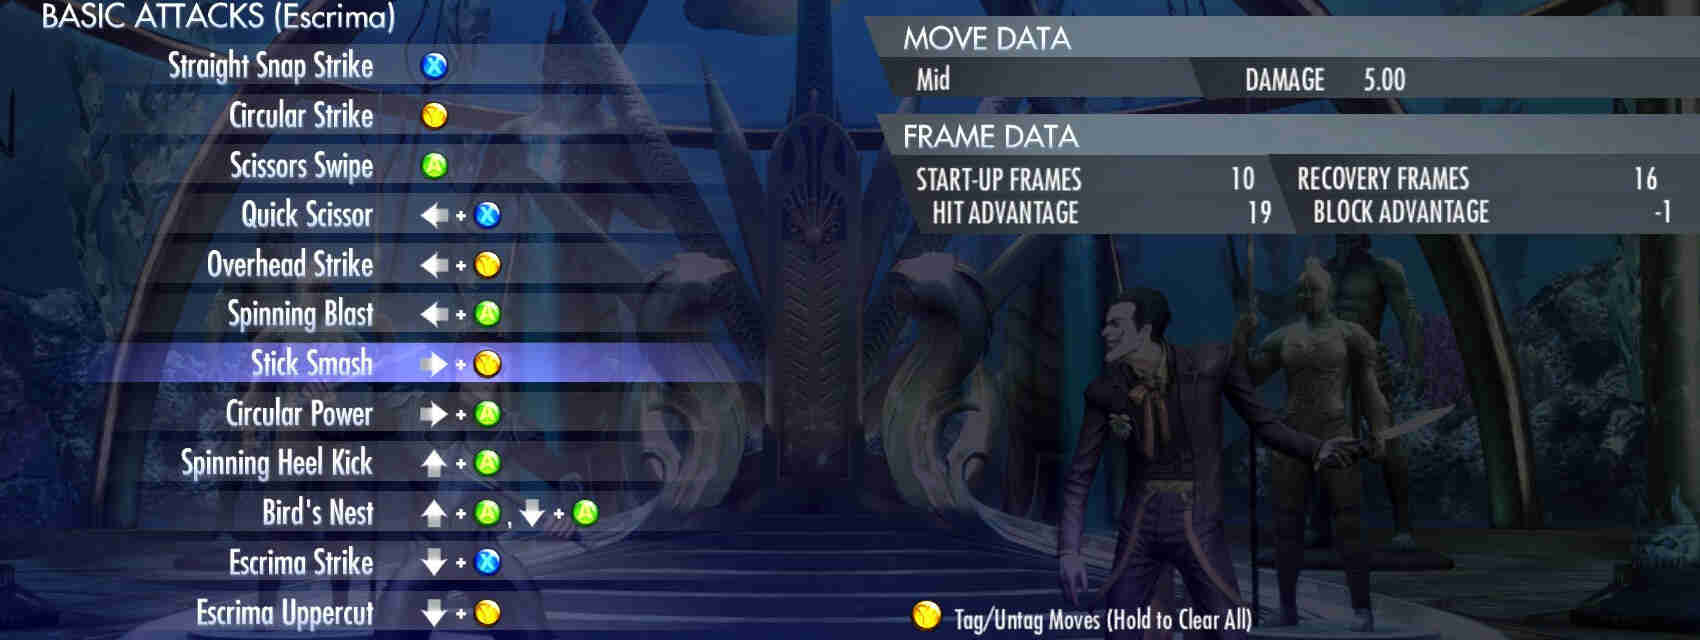 BASIC ATTACKS (Escrima)
Straight Snap Strike X
Circular Strike Y
Scissors Swipe A
Quick Scissor + X
Overhead Strike + Y
Spinning Blast + A
Stick Smash + Y
Circular Power + A
Spinning Heel Kick + A
Bird's Nest + A , + A
Escrima Strike + X
Escrima Uppercut + Y
MOVE DATA
Mid DAMAGE 5.00
FRAME DATA
START-UP FRAMES 10 RECOVERY FRAMES 16
HIT ADVANTAGE 19 BLOCK ADVANTAGE -1
Y Tag/Untag Moves (Hold to Clear All)